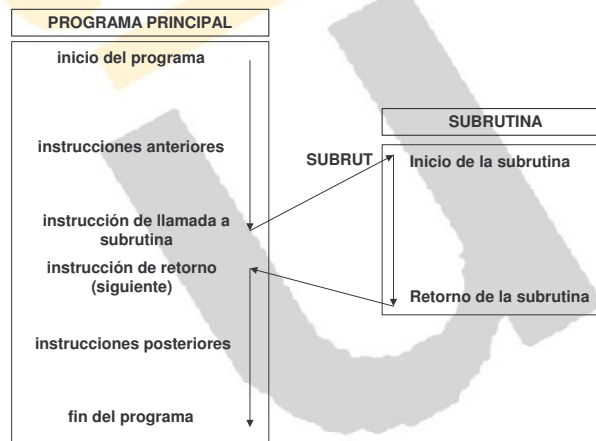 PROGRAMA PRINCIPAL
inicio del programa
instrucciones anteriores
instrucción de llamada a
subrutina
instrucción de retorno
(siguiente)
instrucciones posteriores
fin del programa
SUBRUT
SUBRUTINA
Inicio de la subrutina
Retorno de la subrutina